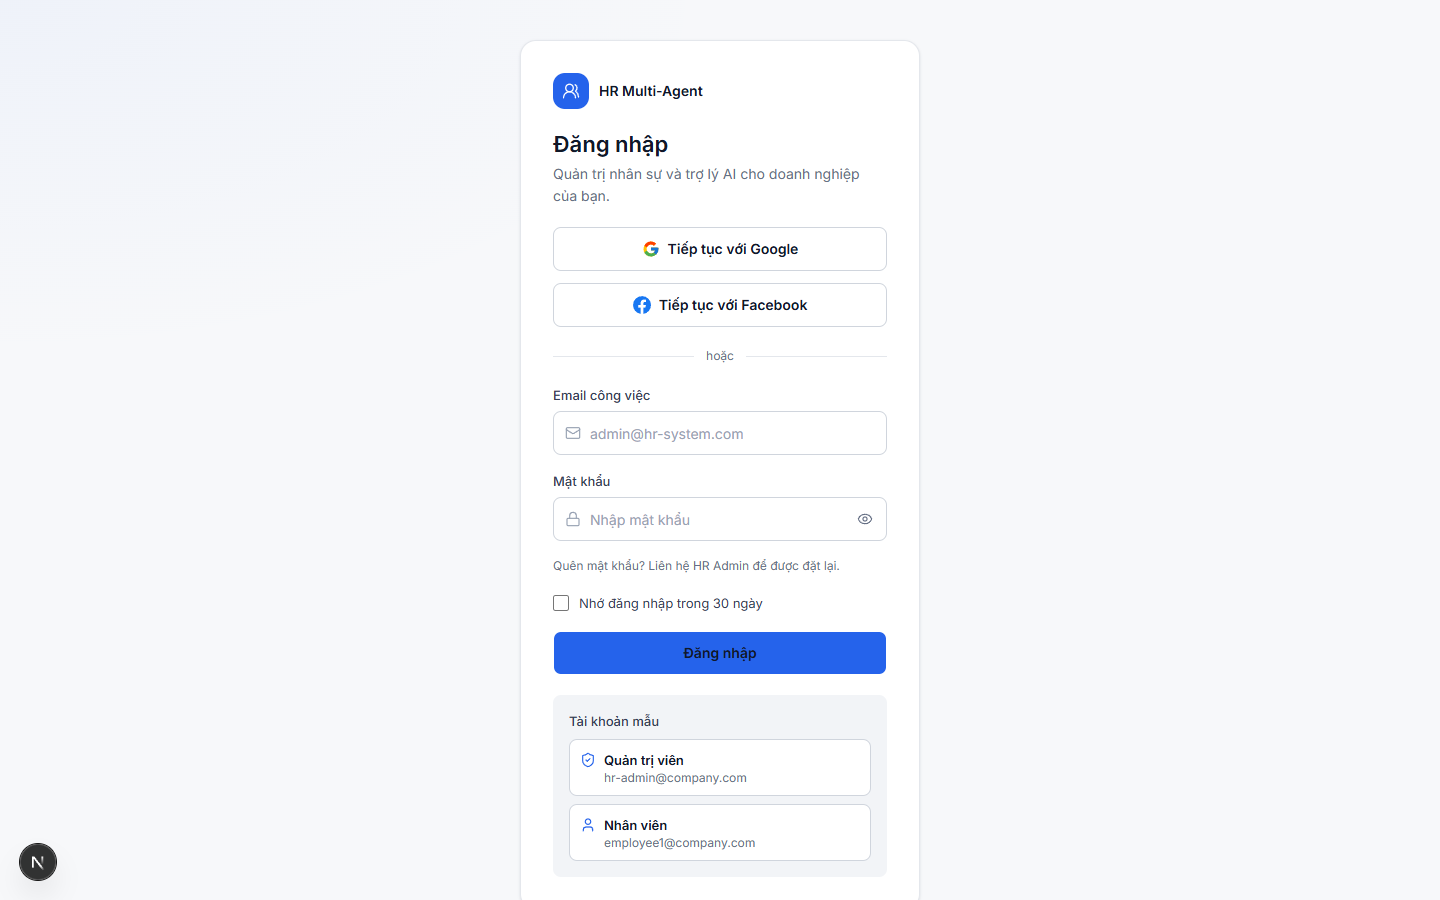 HR Multi-Agent
Đăng nhập
Quản trị nhân sự và trợ lý AI cho doanh nghiệp
của bạn.
Tiếp tục với Google
Tiếp tục với Facebook
hoặc
Email công việc
admin@hr-system.com
Mật khẩu
Nhập mật khẩu
Quên mật khẩu? Liên hệ HR Admin để được đặt lại.
Nhớ đăng nhập trong 30 ngày
Đăng nhập
Tài khoản mẫu
Quản trị viên
hr-admin@company.com
Nhân viên
employee1@company.com
N